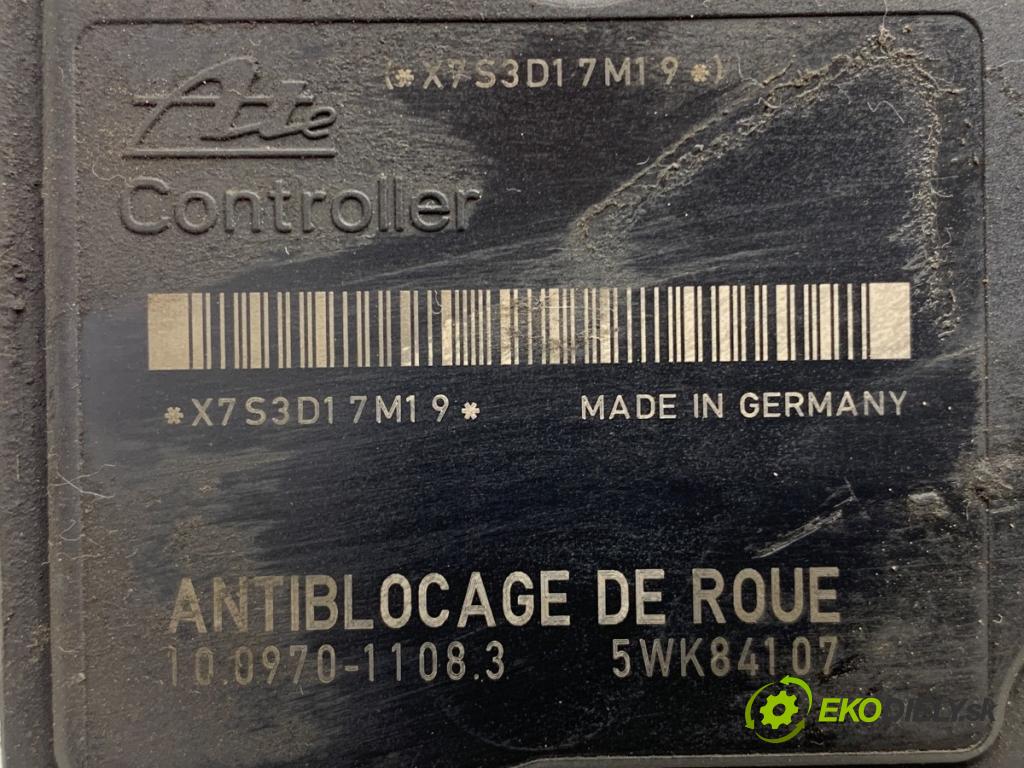 (*X7S3D17M19*)
Ate
Controller
*X7S3D17M19* MADE IN GERMANY
ANTIBLOCAGE DE ROUE
10.0970-1108.3 5WK84107
EKODIELY.sk